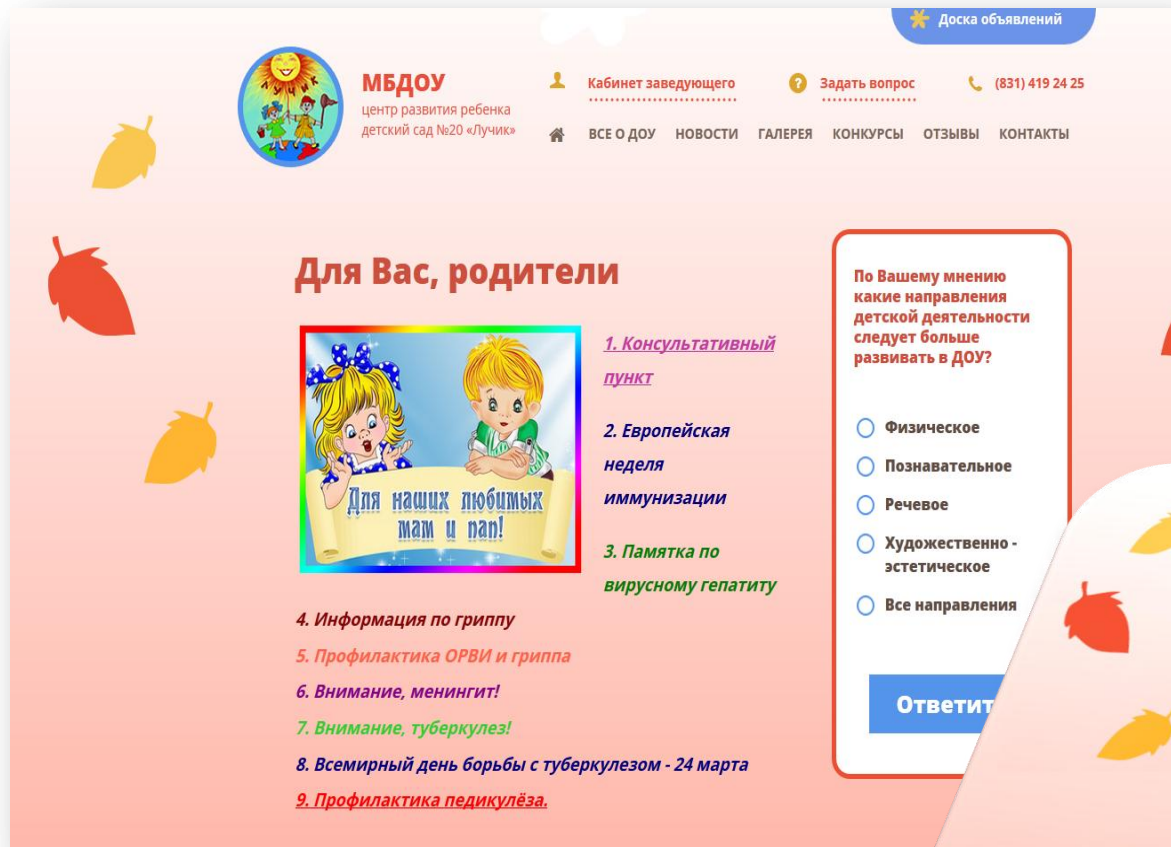 Доска объявлений
ЛУЧИК
МБДОУ
центр развития ребенка
детский сад №20 «Лучик»
Кабинет заведующего
Задать вопрос
(831) 419 24 25
ВСЕ О ДОУ НОВОСТИ ГАЛЕРЕЯ КОНКУРСЫ ОТЗЫВЫ КОНТАКТЫ
Для Вас, родители
Для наших любимых
мам и пап!
1. Консультативный
пункт
2. Европейская
неделя
иммунизации
3. Памятка по
вирусному гепатиту
4. Информация по гриппу
5. Профилактика ОРВИ и гриппа
6. Внимание, менингит!
7. Внимание, туберкулез!
8. Всемирный день борьбы с туберкулезом - 24 марта
9. Профилактика педикулёза.
По Вашему мнению
какие направления
детской деятельности
следует больше
развивать в ДОУ?
Физическое
Познавательное
Речевое
Художественно -
эстетическое
Все направления
Ответит